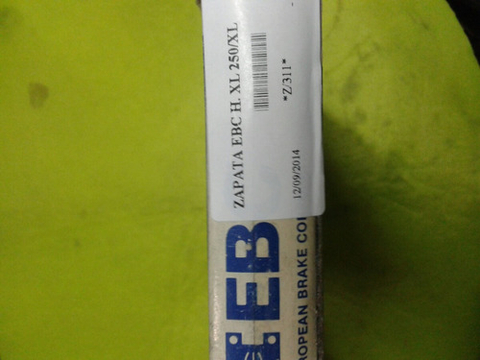 ZAPATA EBC H. XL 250/XL
*Z/311*
12/09/2014
EB
ROPEAN BRAKE CO